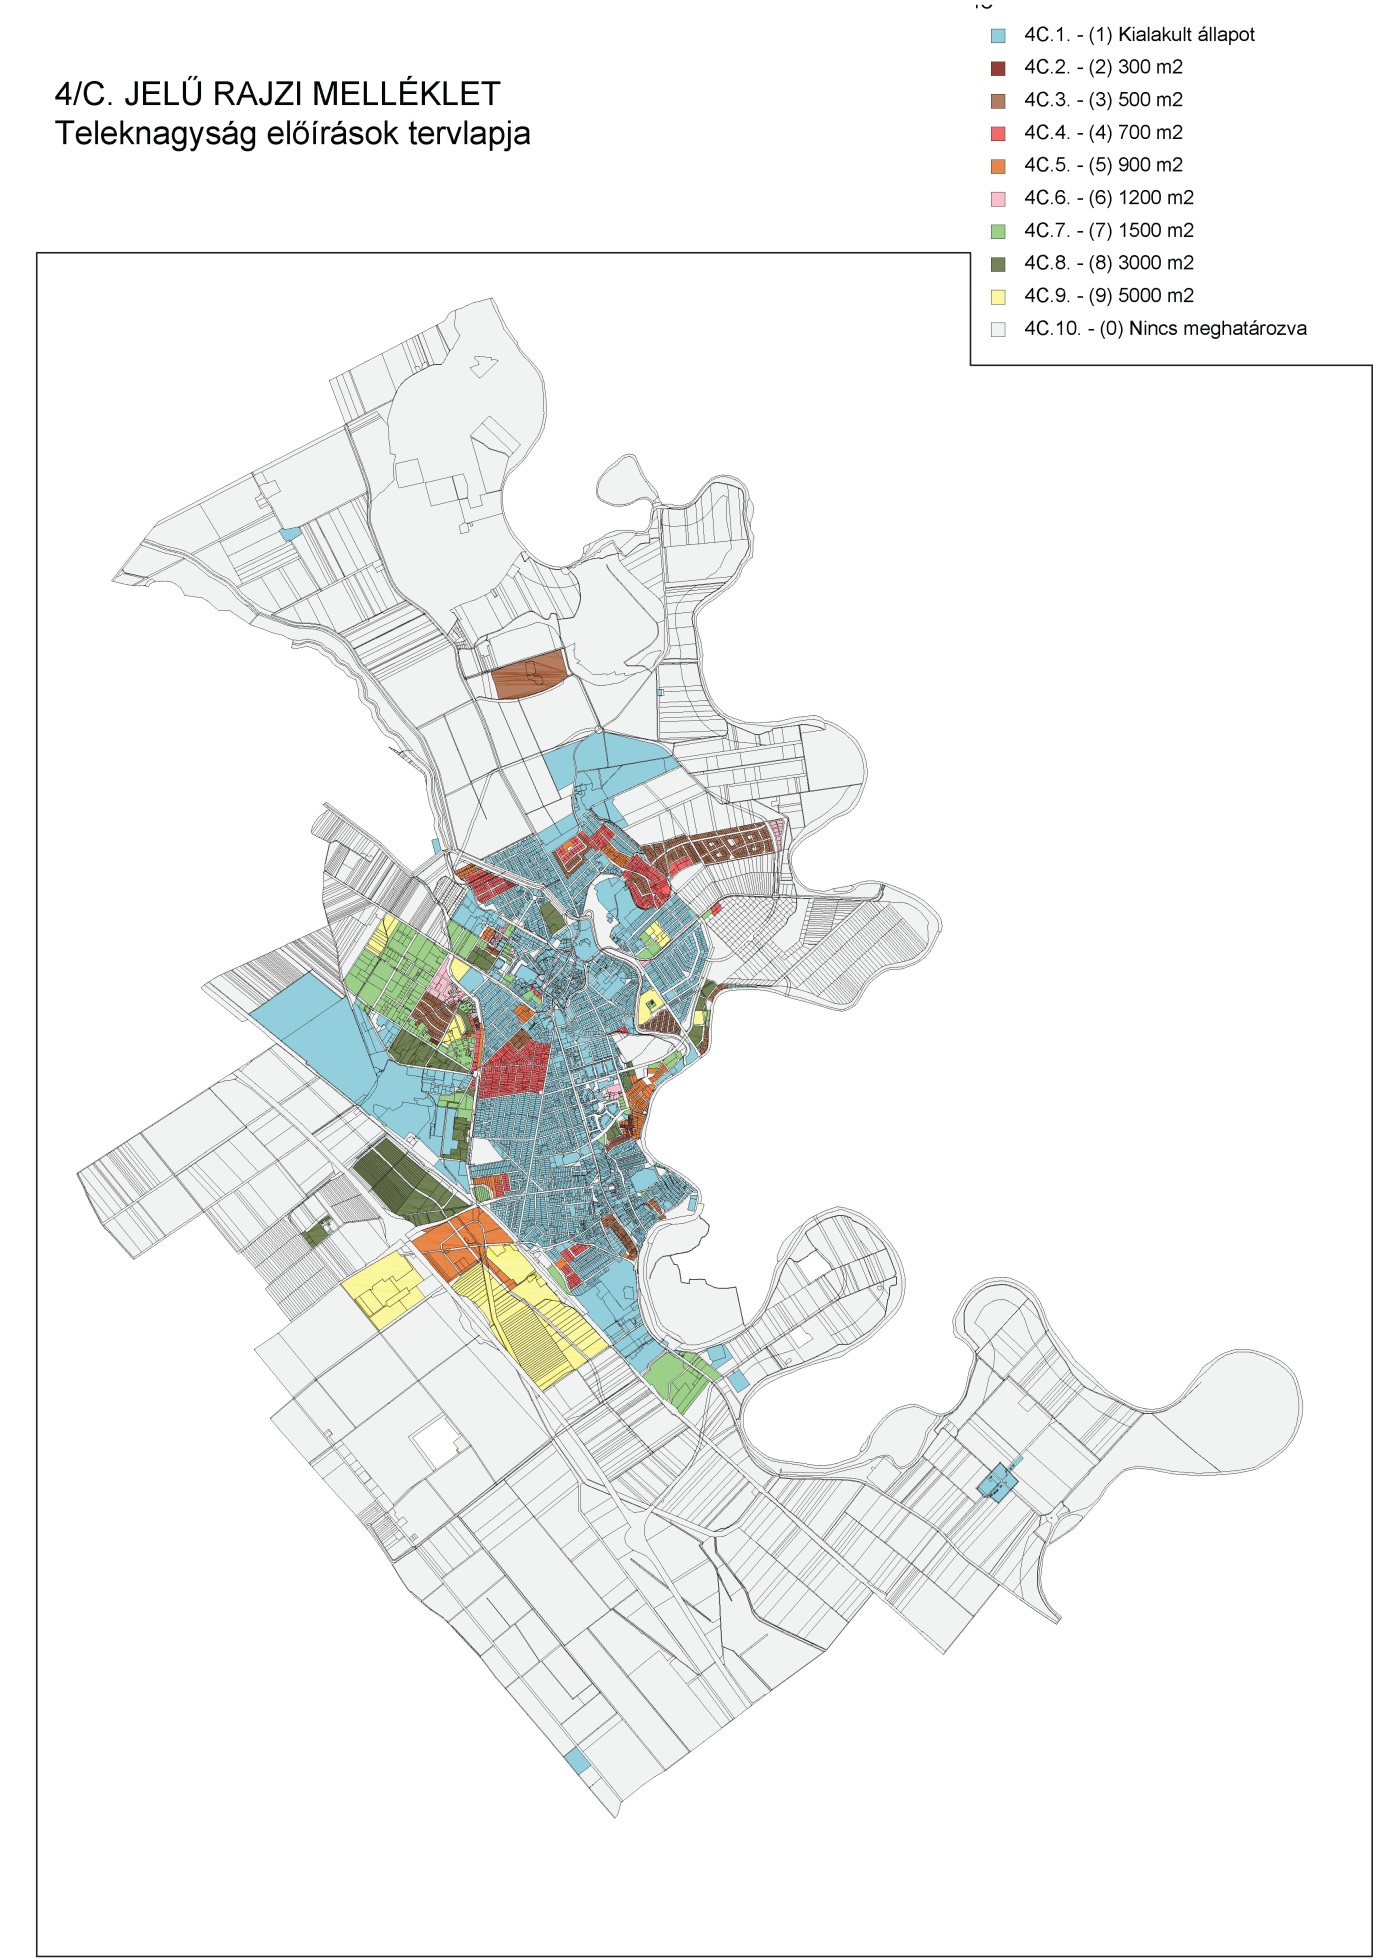 4C.1. - (1) Kialakult állapot
4C.2. - (2) 300 m2
4C.3. - (3) 500 m2
4C.4. - (4) 700 m2
4C.5. - (5) 900 m2
4C.6. - (6) 1200 m2
4C.7. - (7) 1500 m2
4C.8. - (8) 3000 m2
4C.9. - (9) 5000 m2
4C.10. - (0) Nincs meghatározva
4/C. JELŰ RAJZI MELLÉKLET
Teleknagyság előírások tervlapja